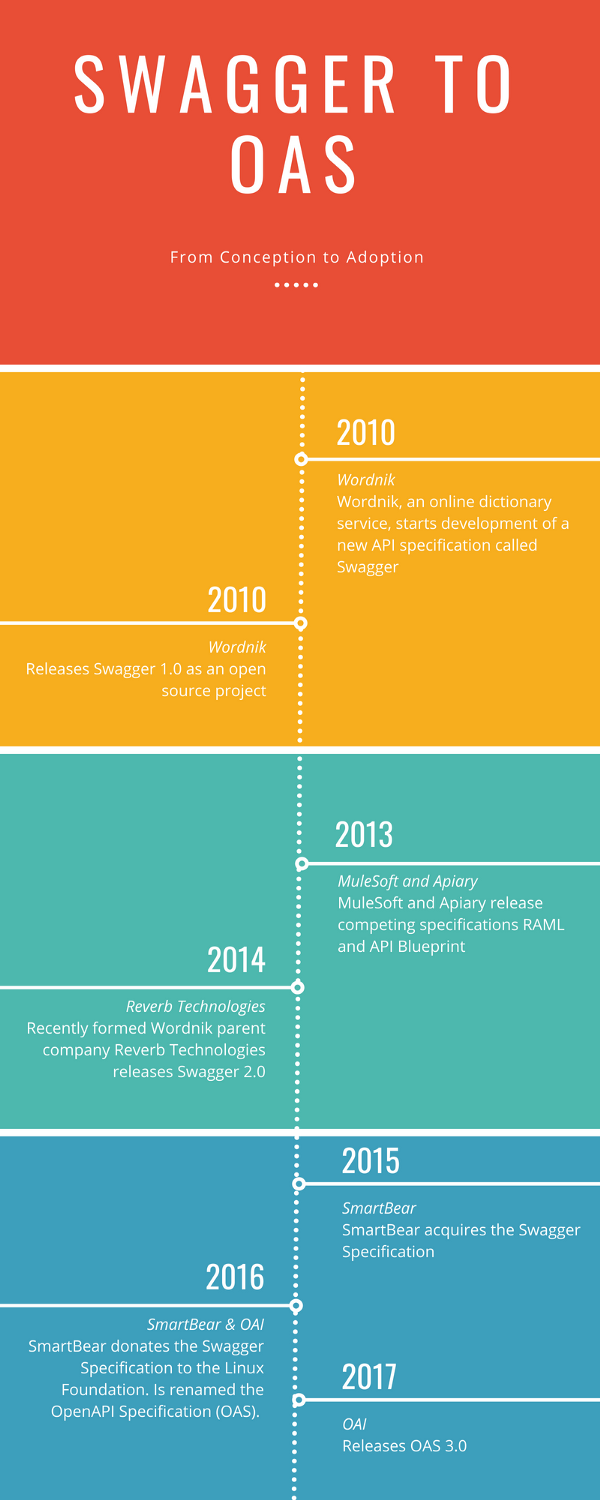 SWAGGER TO
OAS
From Conception to Adoption
2010
Wordnik
Wordnik, an online dictionary
service, starts development of a
new API specification called
Swagger
2010
Wordnik
Releases Swagger 1.0 as an open
source project
2013
MuleSoft and Apiary
MuleSoft and Apiary release
competing specifications RAML
and API Blueprint
2014
Reverb Technologies
Recently formed Wordnik parent
company Reverb Technologies
releases Swagger 2.0
2015
SmartBear
SmartBear acquires the Swagger
Specification
2016
SmartBear & OAI
SmartBear donates the Swagger
Specification to the Linux
Foundation. Is renamed the
OpenAPI Specification (OAS).
2017
OAI
Releases OAS 3.0